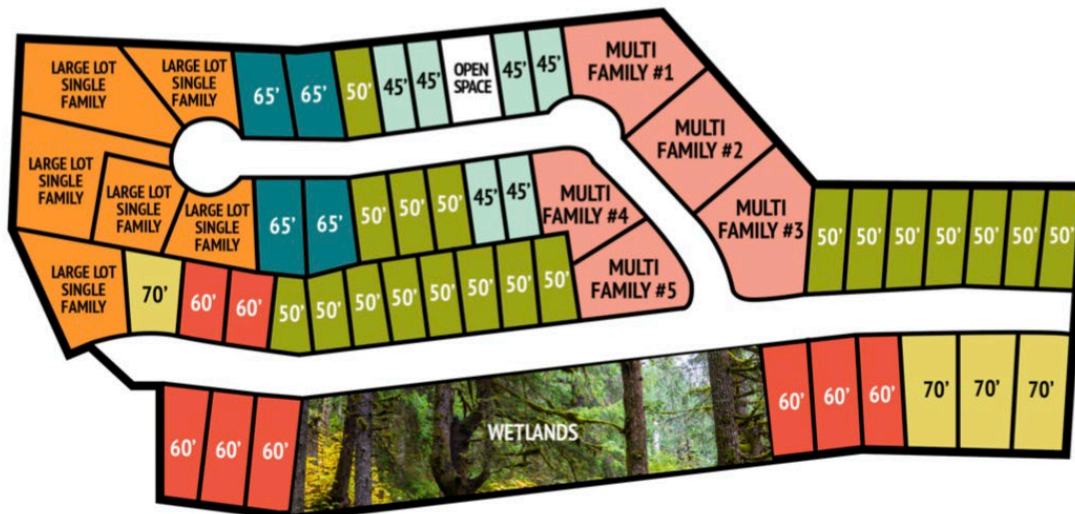 LARGE LOT
SINGLE
FAMILY
LARGE LOT
SINGLE
FAMILY
65'
65'
50'
45'
45'
OPEN
SPACE
45'
45'
MULTI
FAMILY #1
MULTI
FAMILY #2
MULTI
FAMILY #3
LARGE LOT
SINGLE
FAMILY
LARGE LOT
SINGLE
FAMILY
LARGE LOT
SINGLE
FAMILY
65'
65'
50'
50'
50'
45'
45'
MULTI
FAMILY #4
MULTI
FAMILY #5
50'
50'
50'
50'
50'
50'
50'
LARGE LOT
SINGLE
FAMILY
70'
60'
60'
50'
50'
50'
50'
50'
50'
50'
50'
60'
60'
60'
WETLANDS
60'
60'
60'
70'
70'
70'